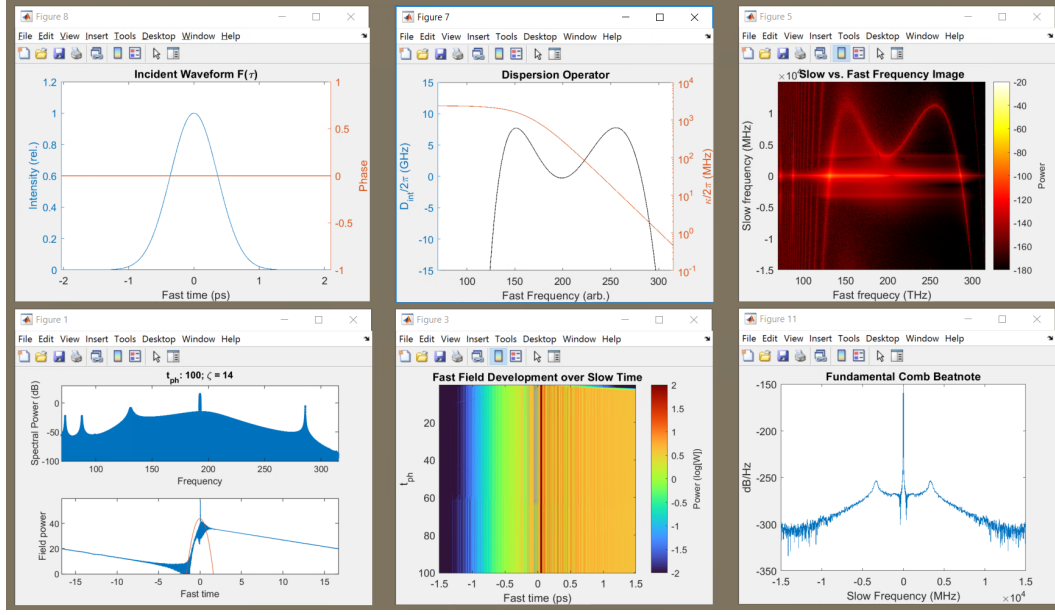 Figure 8
File Edit View Insert Tools Desktop Window Help
Incident Waveform F(τ)
1.2
1
0.8
0.6
0.4
0.2
0
Intensity (rel.)
1
0.5
0
-0.5
-1
Phase
-2 -1 0 1 2
Fast time (ps)
Figure 7
File Edit View Insert Tools Desktop Window Help
Dispersion Operator
15
10
5
0
-5
-10
-15
D_int/2π (GHz)
10^4
10^3
10^2
10^1
10^0
10^-1
κ/2π (MHz)
100 150 200 250 300
Fast Frequency (arb.)
Figure 5
File Edit View Insert Tools Desktop Window Help
Slow vs. Fast Frequency Image
1
0.5
0
-0.5
-1
-1.5
Slow frequency (MHz)
-20
-40
-60
-80
-100
-120
-140
-160
-180
Power
100 150 200 250 300
Fast frequecy (THz)
Figure 1
File Edit View Insert Tools Desktop Window Help
t_ph: 100; ζ = 14
0
-50
-100
Spectral Power (dB)
100 150 200 250 300
Frequency
40
20
0
Field power
-15 -10 -5 0 5 10 15
Fast time
Figure 3
File Edit View Insert Tools Desktop Window Help
Fast Field Development over Slow Time
20
40
60
80
100
t_ph
2
1.5
1
0.5
0
-0.5
-1
-1.5
-2
Power (log[W])
-1.5 -1 -0.5 0 0.5 1 1.5
Fast time (ps)
Figure 11
File Edit View Insert Tools Desktop Window Help
Fundamental Comb Beatnote
-150
-200
-250
-300
-350
dB/Hz
-1.5 -1 -0.5 0 0.5 1 1.5
×10^4
Slow Frequency (MHz)